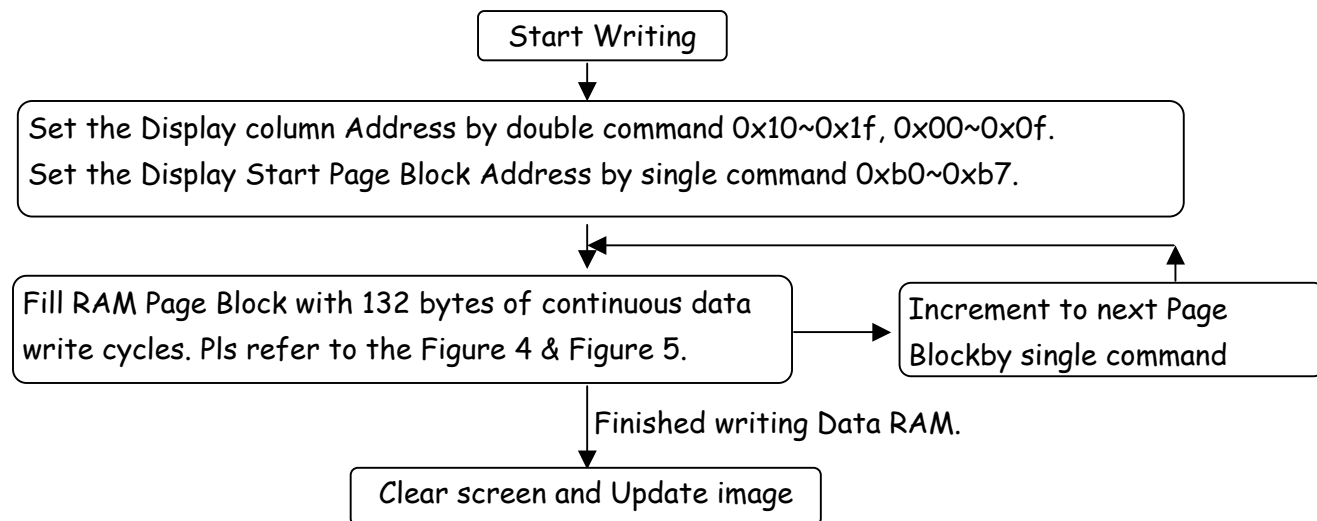 Start Writing
Set the Display column Address by double command 0x10~0x1f, 0x00~0x0f.
Set the Display Start Page Block Address by single command 0xb0~0xb7.
Fill RAM Page Block with 132 bytes of continuous data
write cycles. Pls refer to the Figure 4 & Figure 5.
Increment to next Page
Blockby single command
Finished writing Data RAM.
Clear screen and Update image